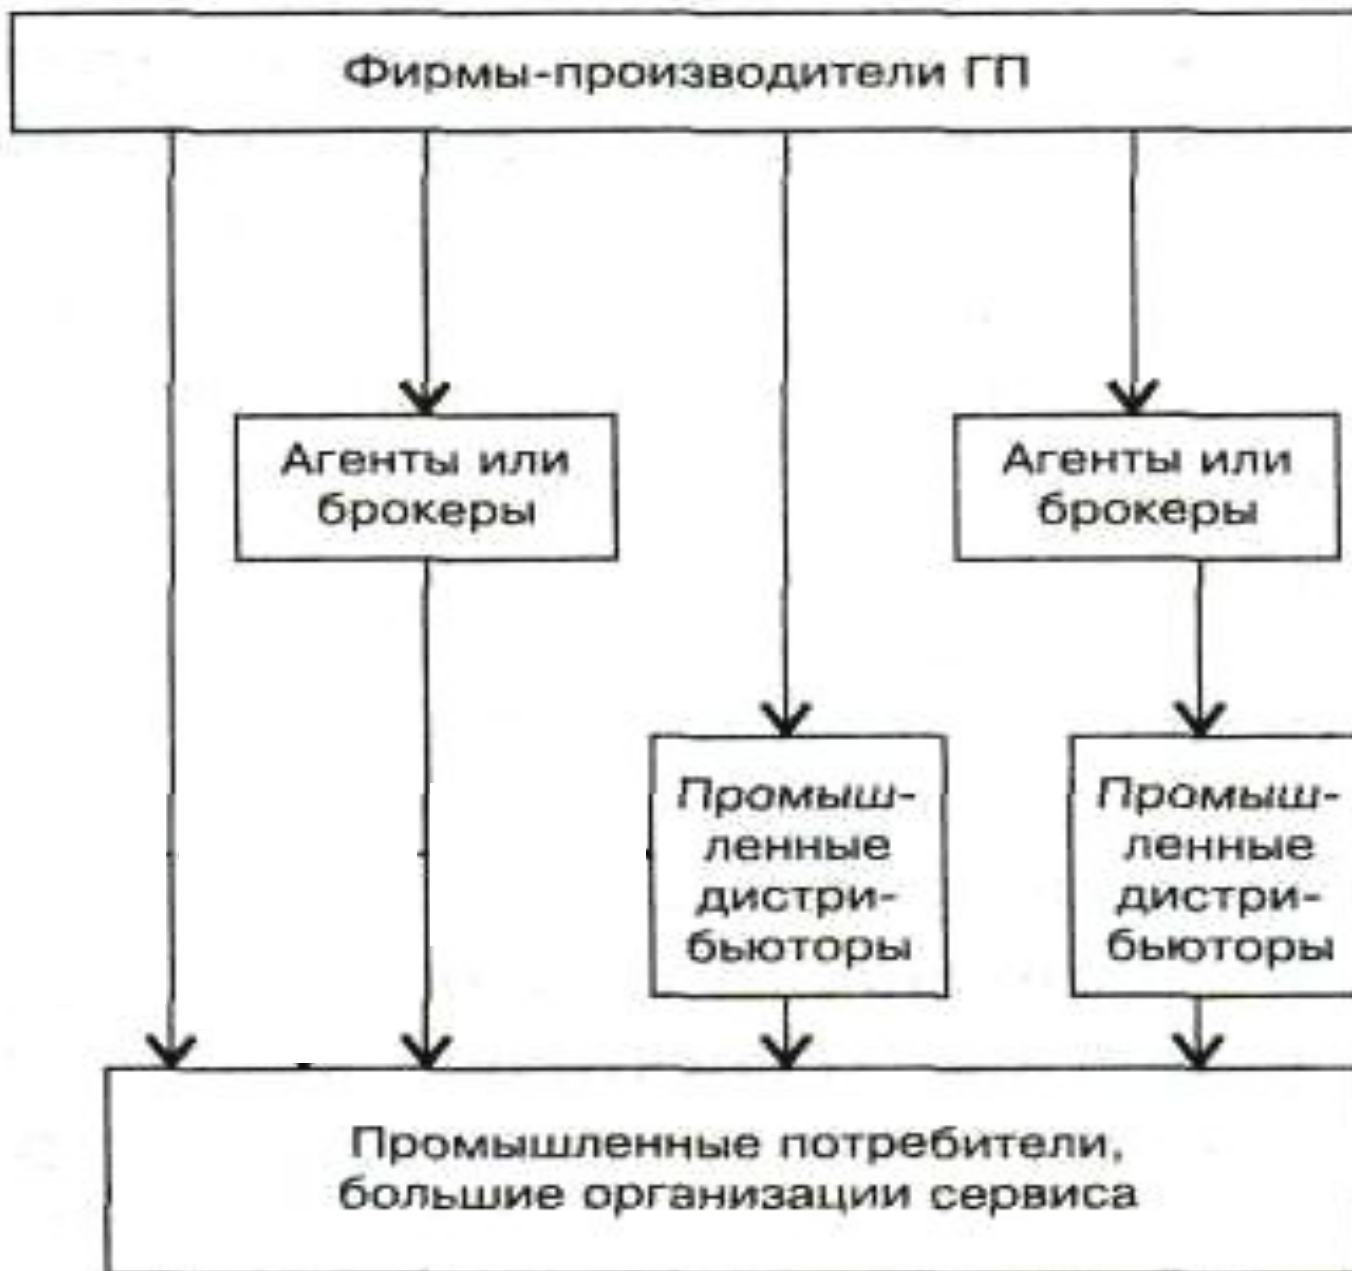 Фирмы-производители ГП
Агенты или
брокеры
Агенты или
брокеры
Промыш-
ленные
дистри-
бьюторы
Промыш-
ленные
дистри-
бьюторы
Промышленные потребители,
большие организации сервиса